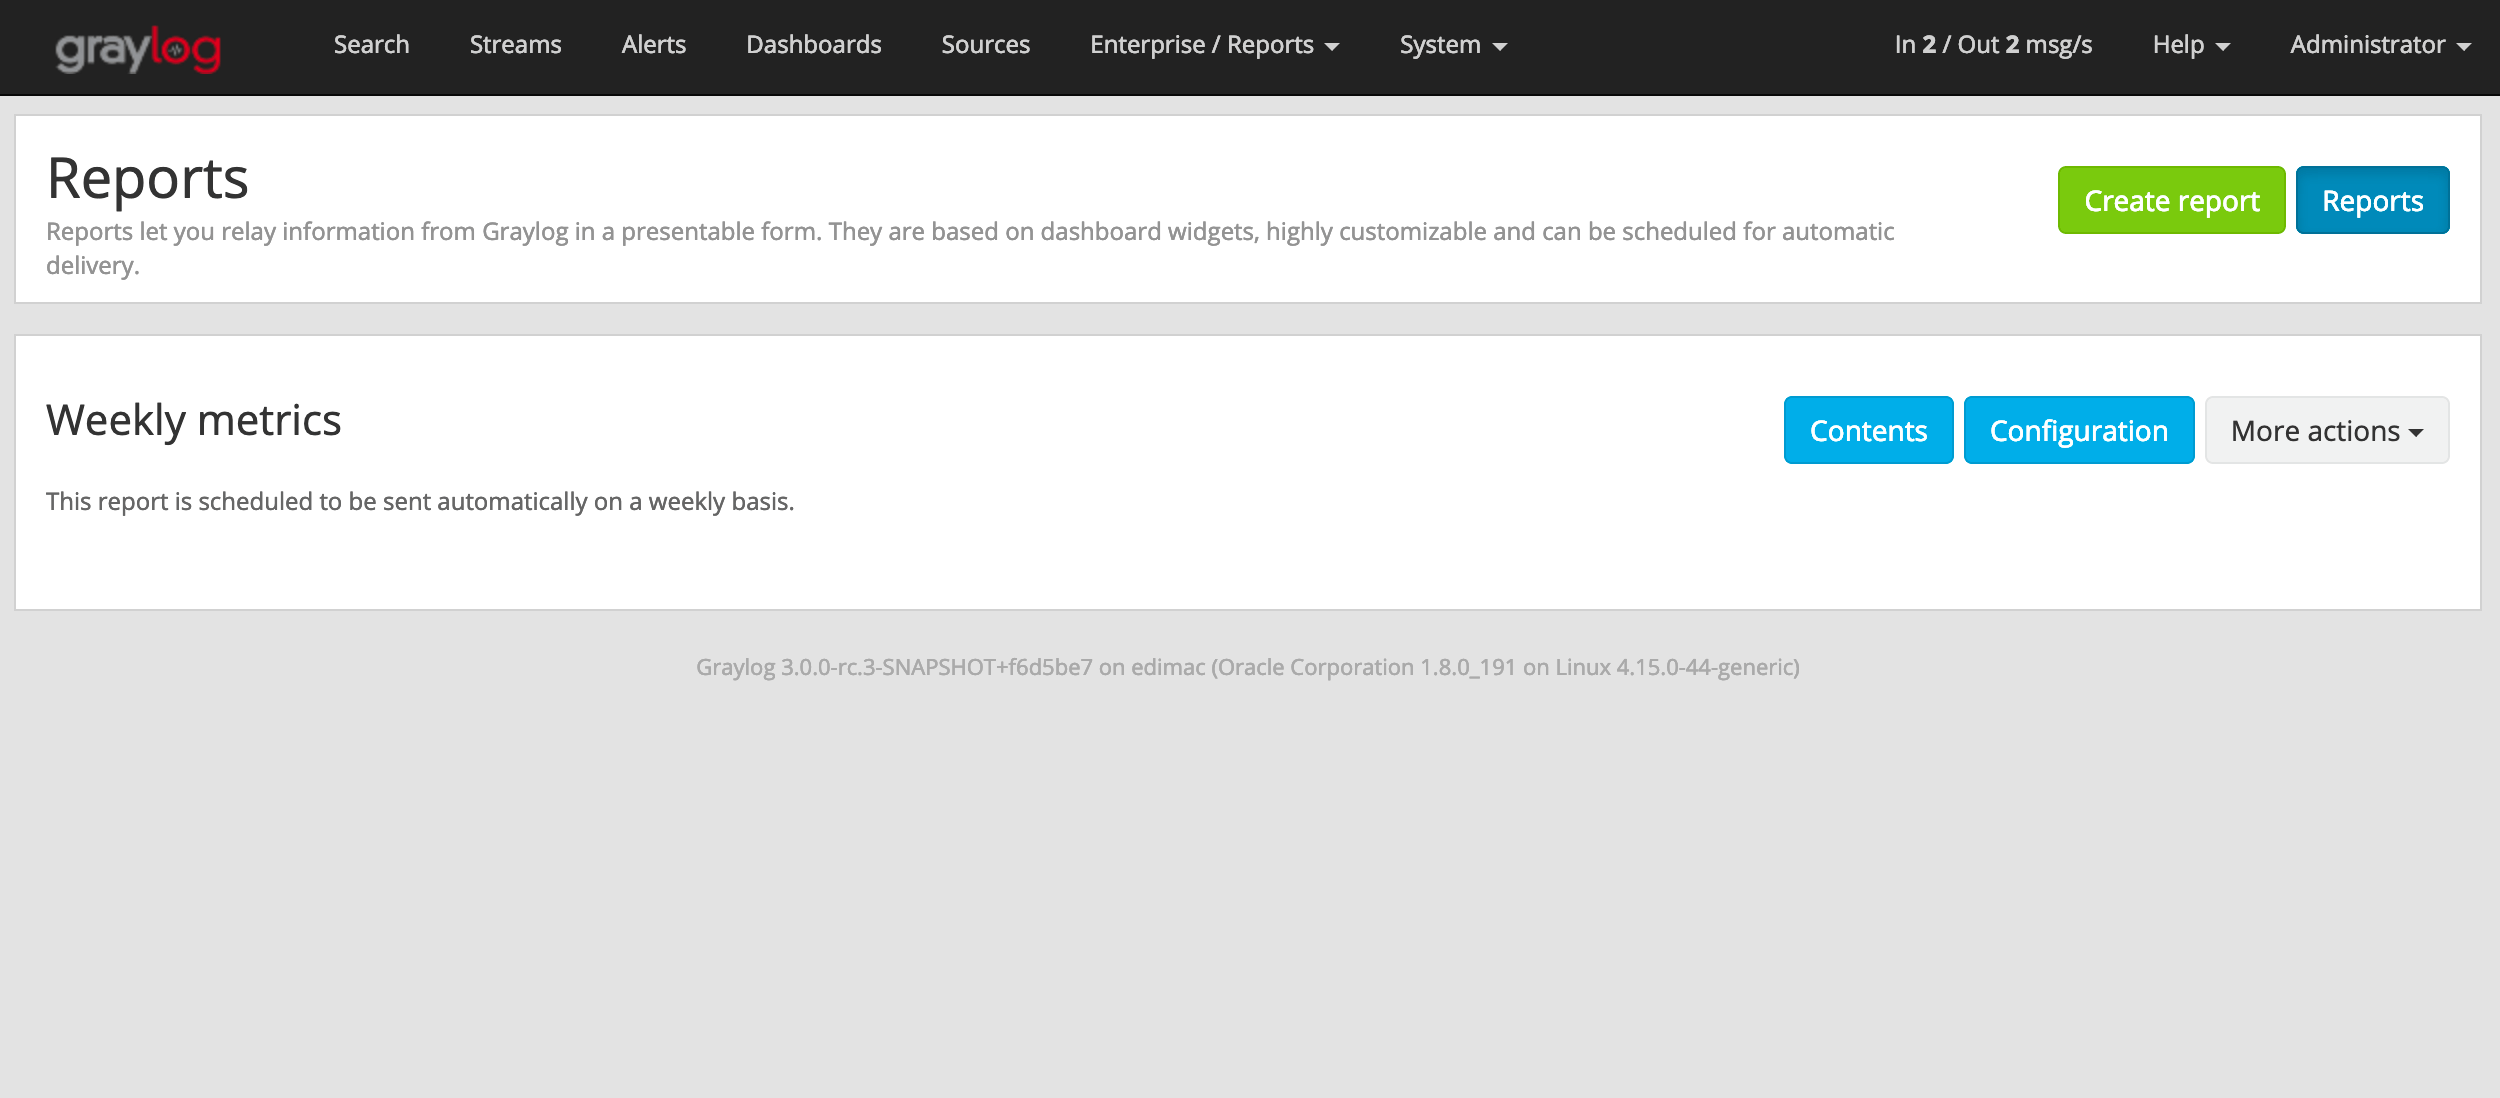 graylog Search Streams Alerts Dashboards Sources Enterprise / Reports System In 2 / Out 2 msg/s Help Administrator
Reports
Create report Reports
Reports let you relay information from Graylog in a presentable form. They are based on dashboard widgets, highly customizable and can be scheduled for automatic
delivery.
Weekly metrics
Contents Configuration More actions
This report is scheduled to be sent automatically on a weekly basis.
Graylog 3.0.0-rc.3-SNAPSHOT+f6d5be7 on edimac (Oracle Corporation 1.8.0_191 on Linux 4.15.0-44-generic)